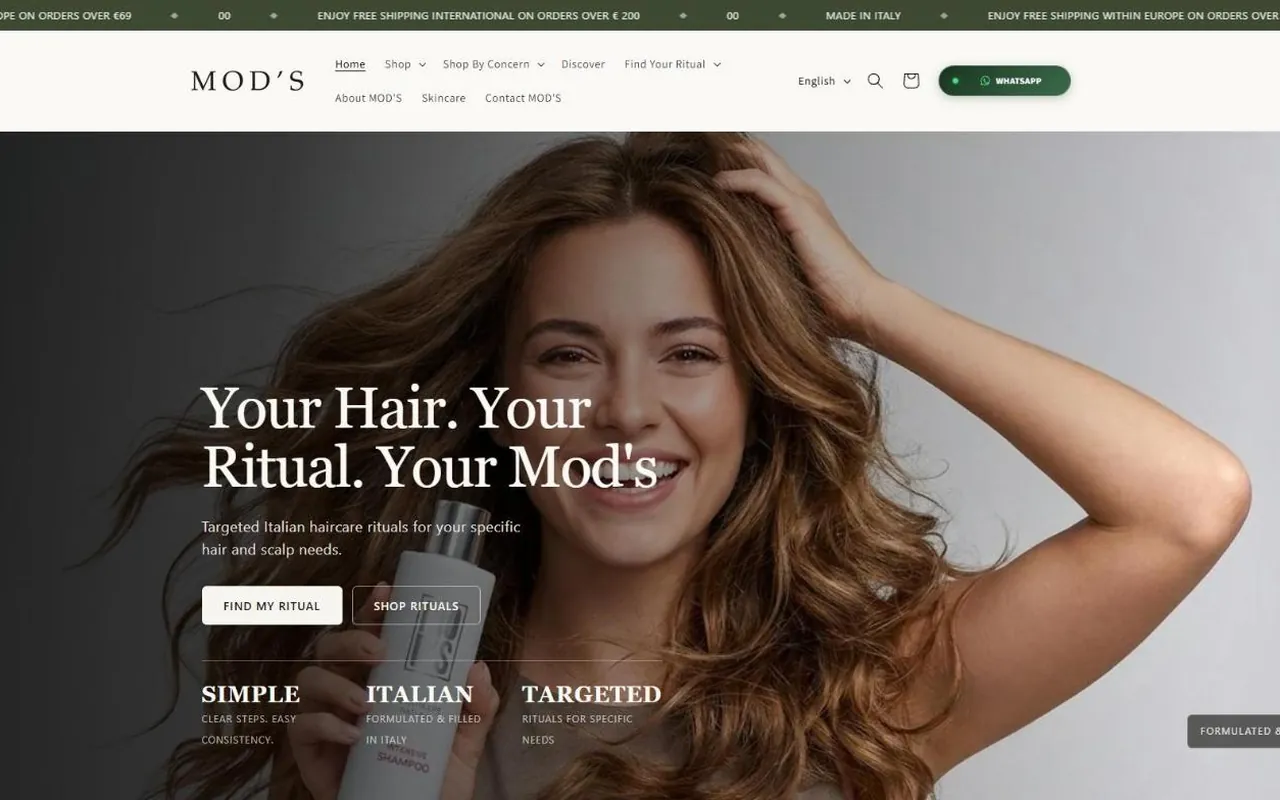 OPE ON ORDERS OVER €69 00 ENJOY FREE SHIPPING INTERNATIONAL ON ORDERS OVER € 200 00 MADE IN ITALY ENJOY FREE SHIPPING WITHIN EUROPE ON ORDERS OVER
MOD'S
Home Shop Shop By Concern Discover Find Your Ritual
About MOD'S Skincare Contact MOD'S
English
WHATSAPP
Your Hair. Your
Ritual. Your Mod's
Targeted Italian haircare rituals for your specific
hair and scalp needs.
FIND MY RITUAL
SHOP RITUALS
SIMPLE
CLEAR STEPS. EASY
CONSISTENCY.
ITALIAN
FORMULATED & FILLED
IN ITALY
TARGETED
RITUALS FOR SPECIFIC
NEEDS
INTENSIVE
SHAMPOO
FORMULATED &